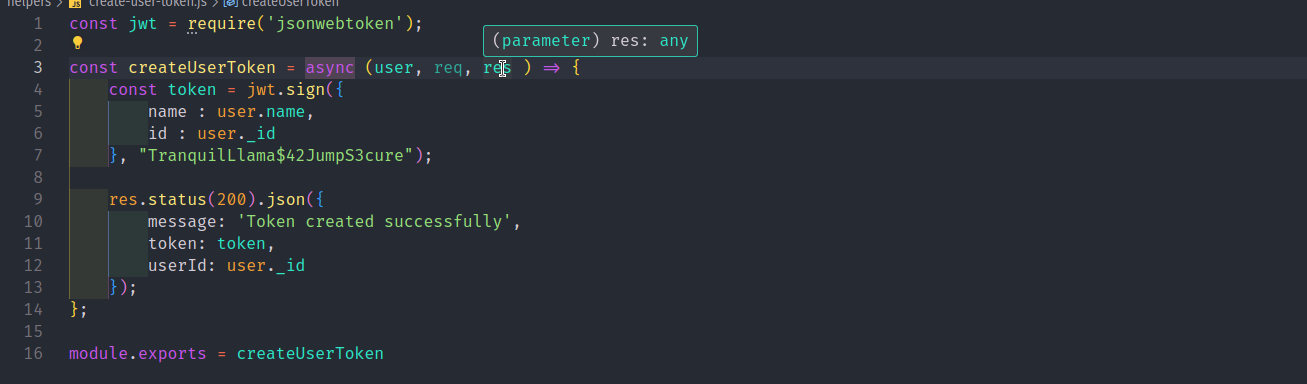 helpers > JS create-user-token.js > createUserToken
1 const jwt = require('jsonwebtoken');
2
(parameter) res: any
3 const createUserToken = async (user, req, res ) => {
4 const token = jwt.sign({
5 name : user.name,
6 id : user._id
7 }, "TranquilLlama$42JumpS3cure");
8
9 res.status(200).json({
10 message: 'Token created successfully',
11 token: token,
12 userId: user._id
13 });
14 };
15
16 module.exports = createUserToken